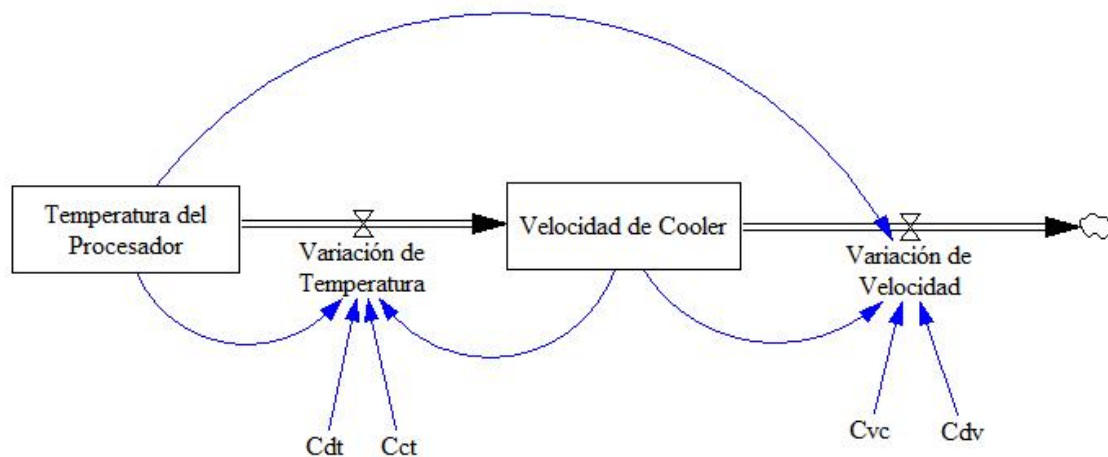 Temperatura del
Procesador
Variación de
Temperatura
Velocidad de Cooler
Variación de
Velocidad
Cdt
Cct
Cvc
Cdv